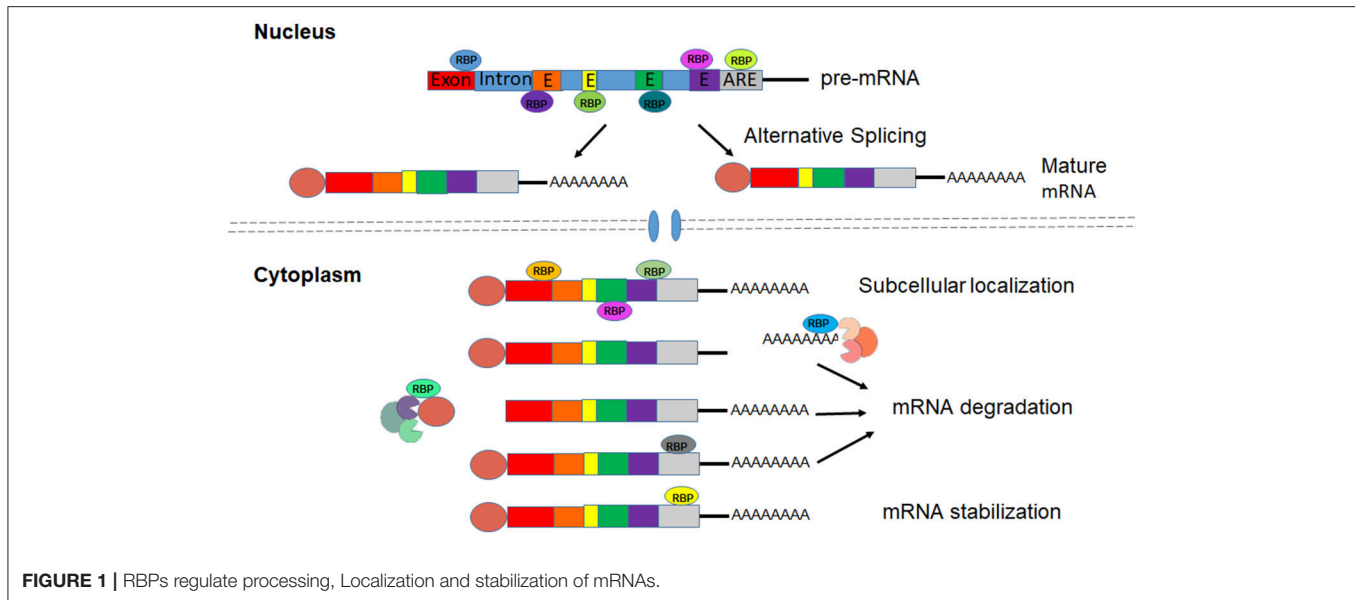 Nucleus
RBP RBP RBP
Exon Intron E E E E ARE pre-mRNA
RBP RBP RBP
Alternative Splicing
AAAAAAAA AAAAAAAA Mature
mRNA
Cytoplasm
RBP RBP
AAAAAAAA Subcellular localization
RBP
RBP
AAAAAAAA
RBP
AAAAAAAA mRNA degradation
RBP
AAAAAAAA
RBP
AAAAAAAA mRNA stabilization
FIGURE 1 | RBPs regulate processing, Localization and stabilization of mRNAs.